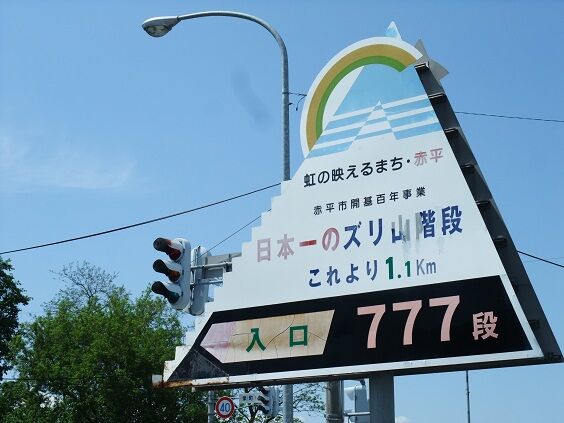 虹の映えるまち・赤平
赤平市開基百年事業
日本一のズリ山階段
これより1.1Km
入口
777段
40